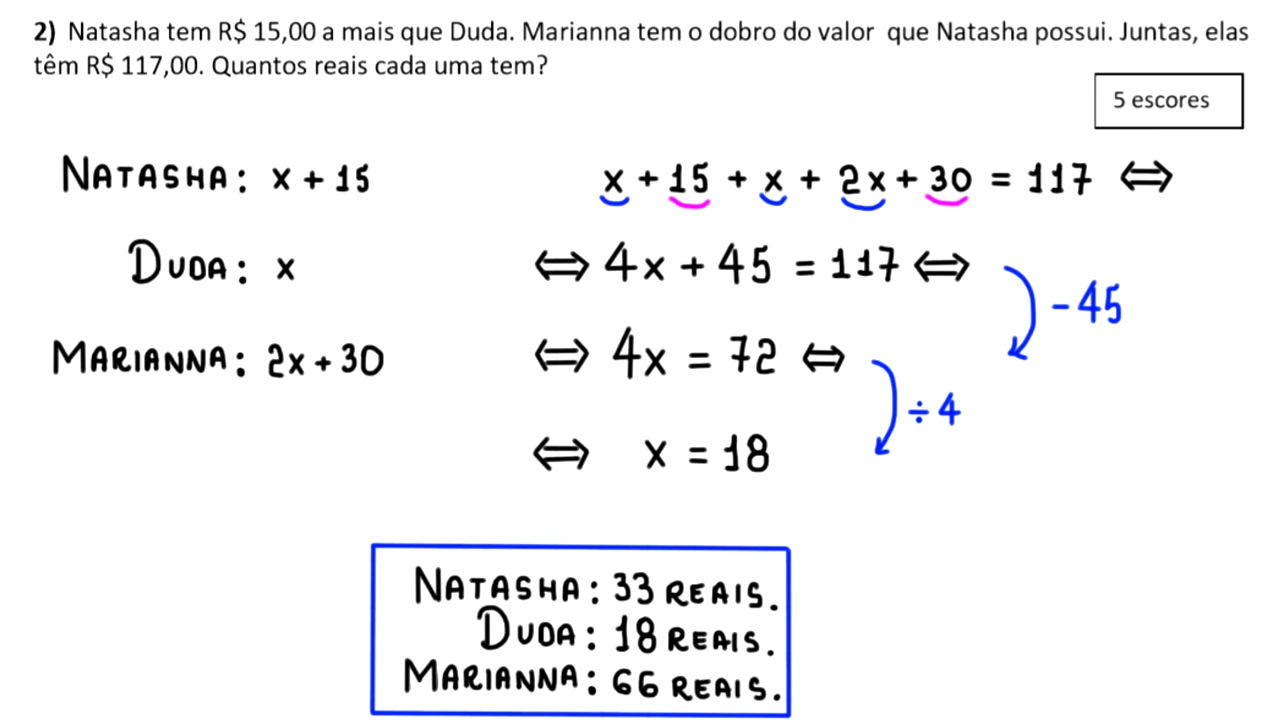 2) Natasha tem R$ 15,00 a mais que Duda. Marianna tem o dobro do valor que Natasha possui. Juntas, elas
têm R$ 117,00. Quantos reais cada uma tem?
5 escores
NATASHA: x + 15
x + 15 + x + 2x + 30 = 117 ⇔
DUDA: x
⇔ 4x + 45 = 117 ⇔
- 45
MARIANNA: 2x + 30
⇔ 4x = 72 ⇔
÷ 4
⇔ x = 18
NATASHA: 33 REAIS.
DUDA: 18 REAIS.
MARIANNA: 66 REAIS.